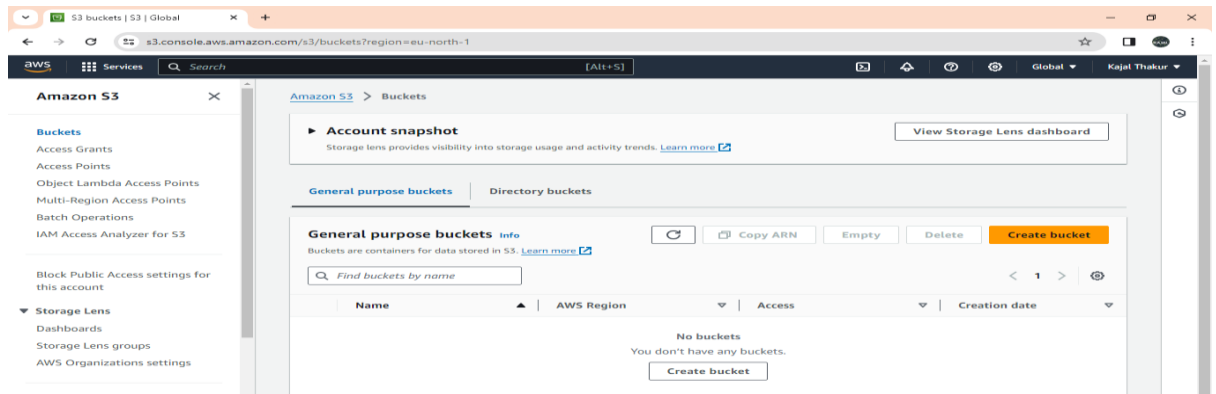 S3 buckets | S3 | Global
s3.console.aws.amazon.com/s3/buckets?region=eu-north-1
aws Services Search [Alt+S] Global Kajal Thakur
Amazon S3
Buckets
Access Grants
Access Points
Object Lambda Access Points
Multi-Region Access Points
Batch Operations
IAM Access Analyzer for S3
Block Public Access settings for
this account
Storage Lens
Dashboards
Storage Lens groups
AWS Organizations settings
Amazon S3 > Buckets
Account snapshot
View Storage Lens dashboard
Storage lens provides visibility into storage usage and activity trends. Learn more
General purpose buckets Directory buckets
General purpose buckets Info
Copy ARN Empty Delete Create bucket
Buckets are containers for data stored in S3. Learn more
Find buckets by name
< 1 >
Name AWS Region Access Creation date
No buckets
You don't have any buckets.
Create bucket